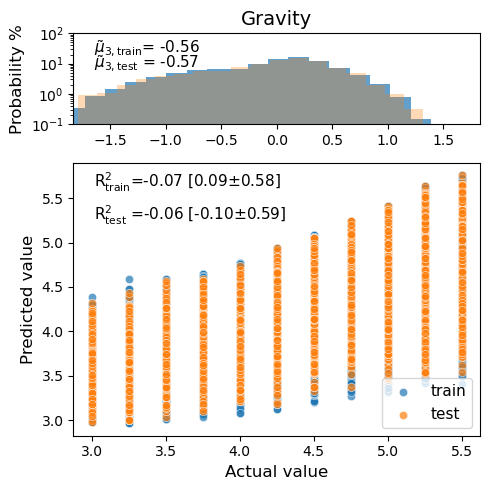 Gravity
μ̃3,train= -0.56
μ̃3,test = -0.57
Probability %
10²
10¹
10⁰
10⁻¹
−1.5 −1.0 −0.5 0.0 0.5 1.0 1.5
R²train=-0.07 [0.09±0.58]
R²test =-0.06 [-0.10±0.59]
Predicted value
5.5
5.0
4.5
4.0
3.5
3.0
train
test
3.0 3.5 4.0 4.5 5.0 5.5
Actual value